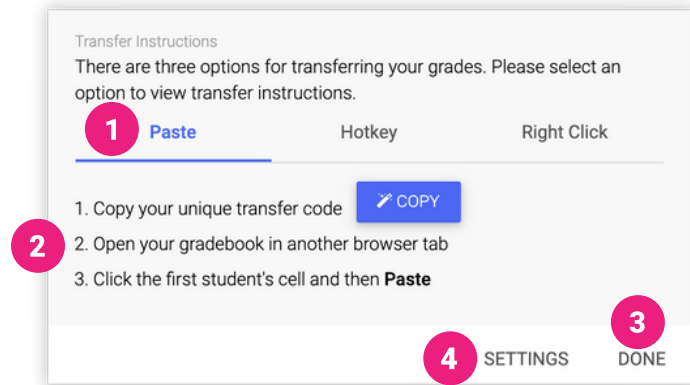 Transfer Instructions
There are three options for transferring your grades. Please select an
option to view transfer instructions.
1 Paste Hotkey Right Click
1. Copy your unique transfer code COPY
2 2. Open your gradebook in another browser tab
3. Click the first student's cell and then Paste
3
4 SETTINGS DONE